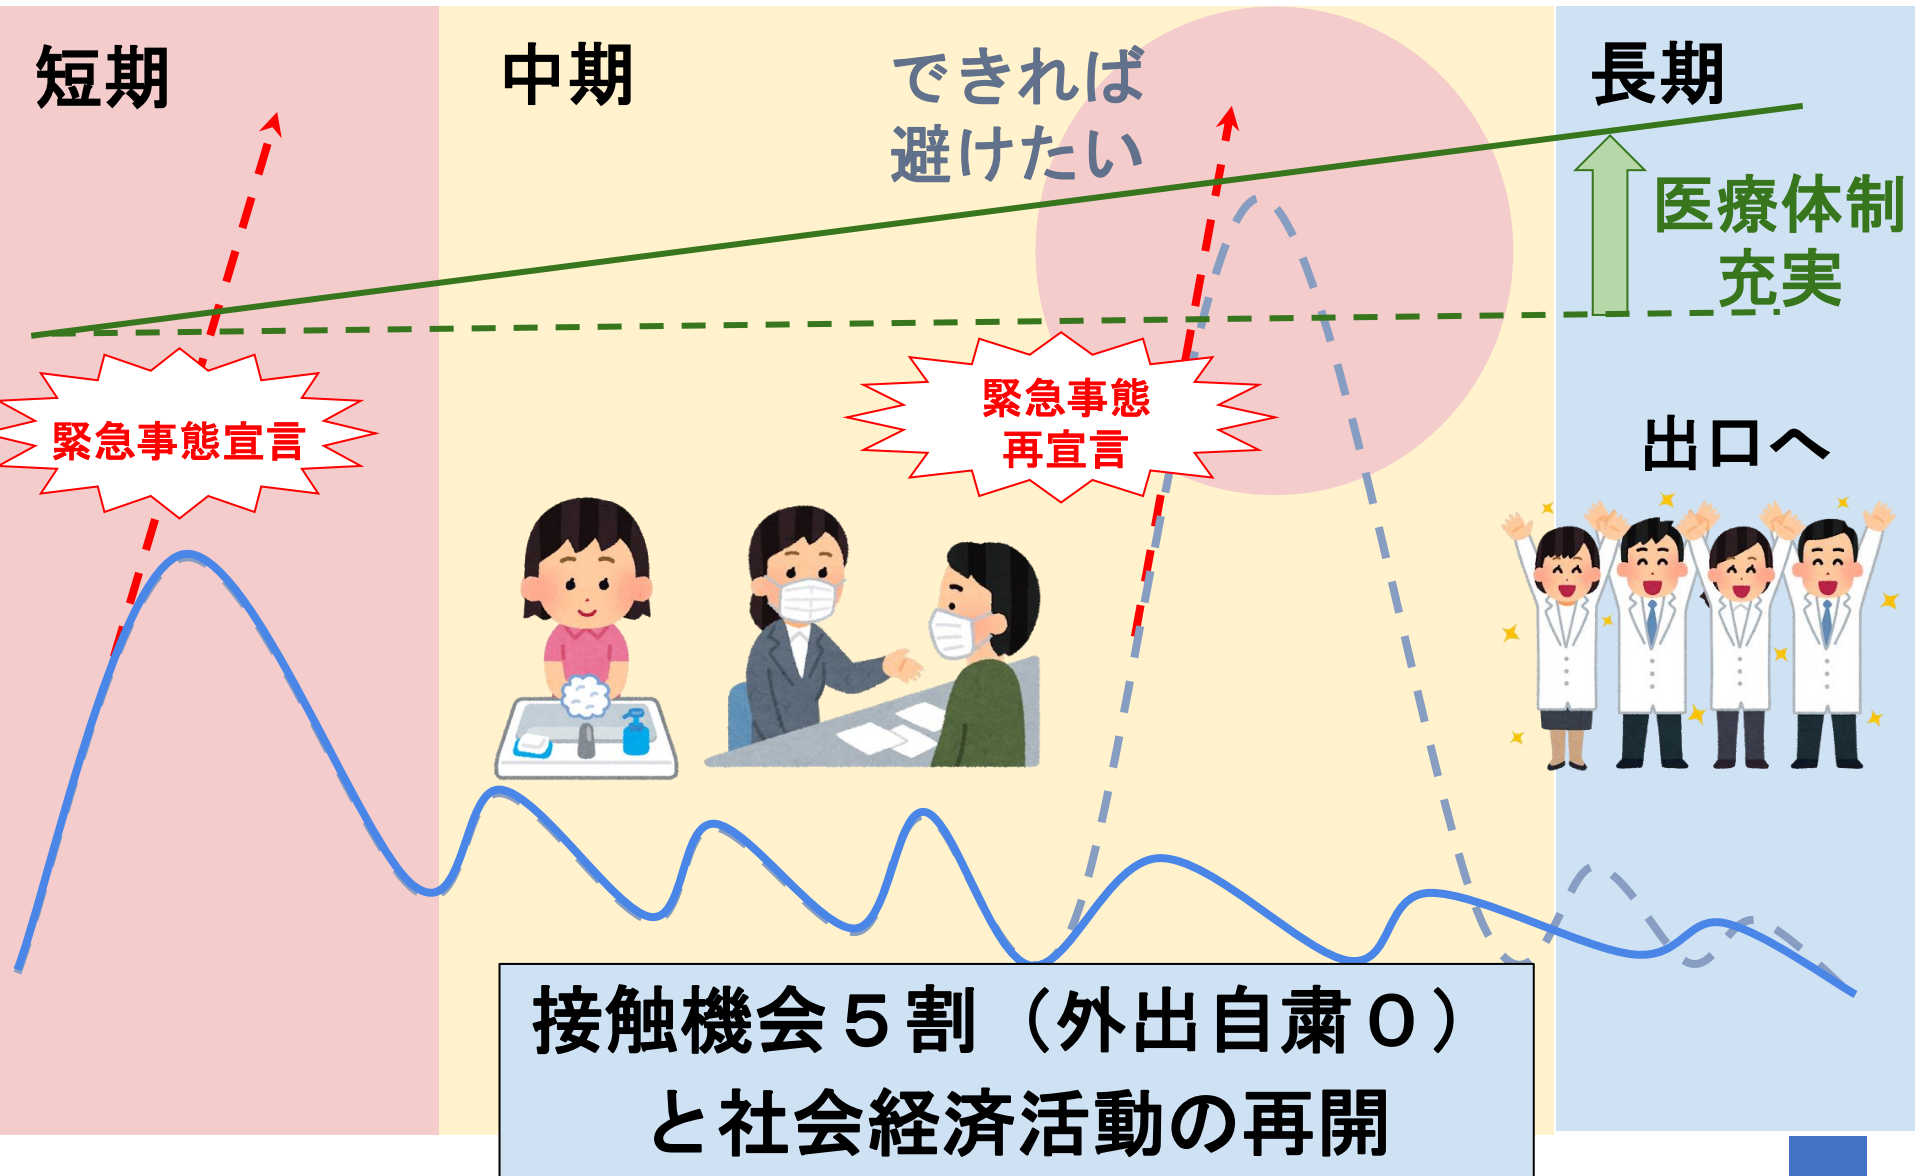 短期
中期
できれば
避けたい
長期
医療体制
充実
緊急事態宣言
緊急事態
再宣言
出口へ
接触機会５割（外出自粛０）
と社会経済活動の再開